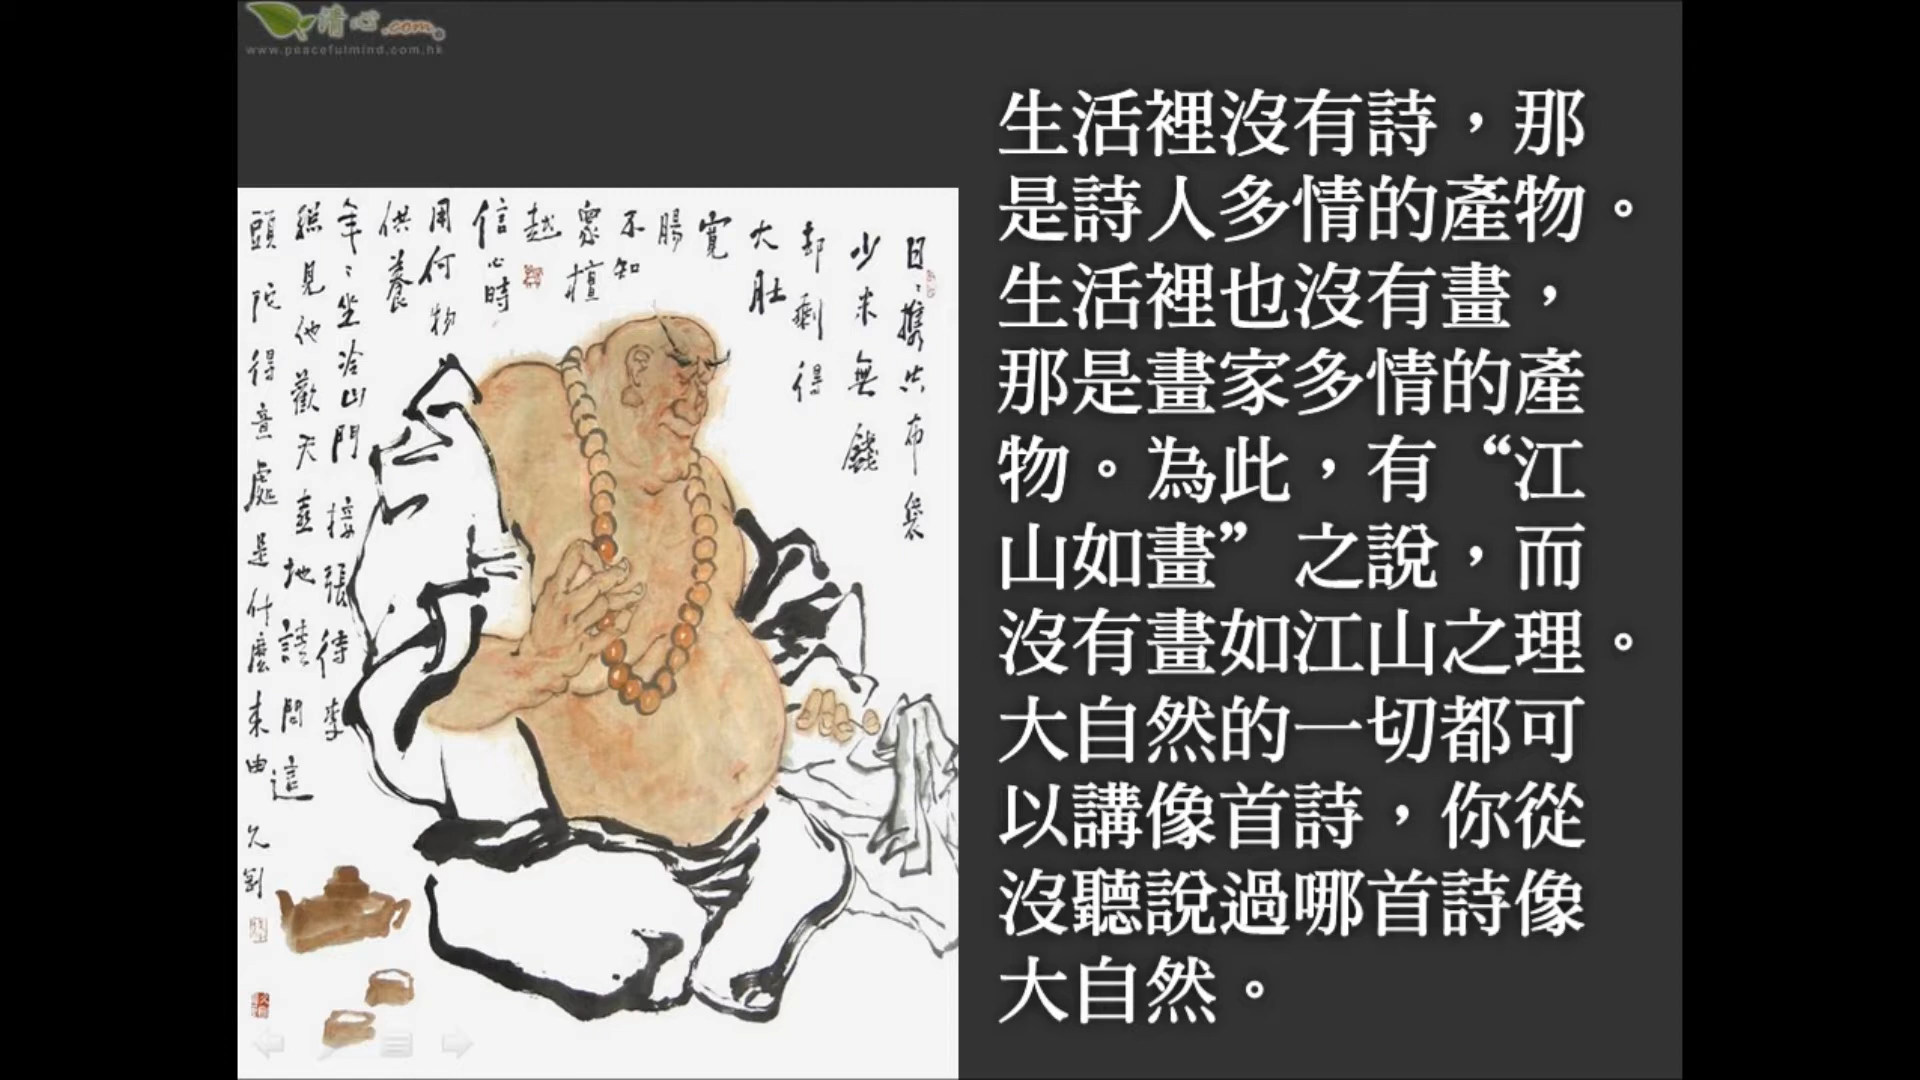 清心.com
www.peacefulmind.com.hk
生活裡沒有詩，那
是詩人多情的產物。
生活裡也沒有畫，
那是畫家多情的產
物。為此，有“江
山如畫”之說，而
沒有畫如江山之理。
大自然的一切都可
以講像首詩，你從
沒聽說過哪首詩像
大自然。
日日攜出布袋
少米無錢
卻剩得
大肚
寬
腸
不知
眾檀
越
信心時
用何物
供養
年年坐冷山門
接張待李
總見他歡天喜地
請問這
頭陀得意處是什麼來由